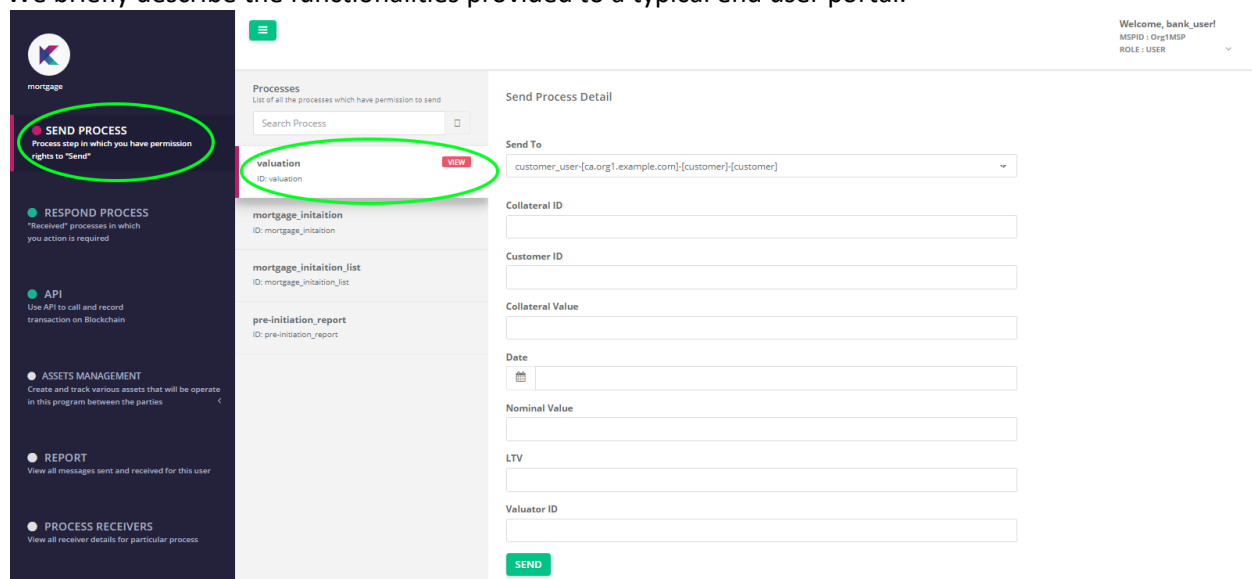 We briefly describe the functionalities provided to a typical end user portal.
mortgage
SEND PROCESS
Process step in which you have permission
rights to "Send"
RESPOND PROCESS
"Received" processes in which
you action is required
API
Use API to call and record
transaction on Blockchain
ASSETS MANAGEMENT
Create and track various assets that will be operate
in this program between the parties
REPORT
View all messages sent and received for this user
PROCESS RECEIVERS
View all receiver details for particular process
Welcome, bank_user!
MSPID : Org1MSP
ROLE : USER
Processes
List of all the processes which have permission to send
Search Process
valuation VIEW
ID: valuation
mortgage_initaition
ID: mortgage_initaition
mortgage_initaition_list
ID: mortgage_initaition_list
pre-initiation_report
ID: pre-initiation_report
Send Process Detail
Send To
customer_user-[ca.org1.example.com]-[customer]-[customer]
Collateral ID
Customer ID
Collateral Value
Date
Nominal Value
LTV
Valuator ID
SEND